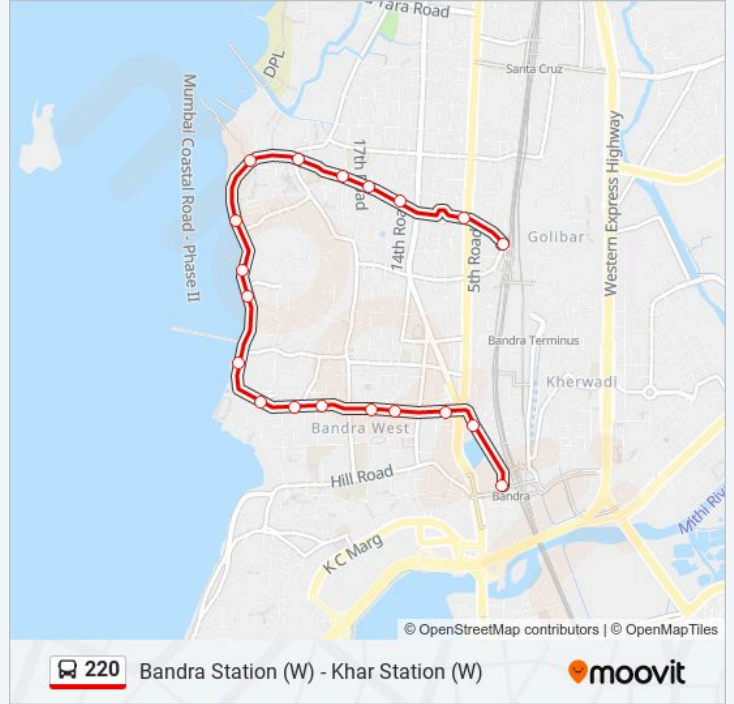 Tara Road
DPL
Santa Cruz
Mumbai Coastal Road - Phase II
17th Road
Western Express Highway
14th Road
5th Road
Golibar
Bandra Terminus
Kherwadi
Bandra West
Hill Road
Bandra
Mithi Riv
K C Marg
© OpenStreetMap contributors | © OpenMapTiles
220 Bandra Station (W) - Khar Station (W) moovit